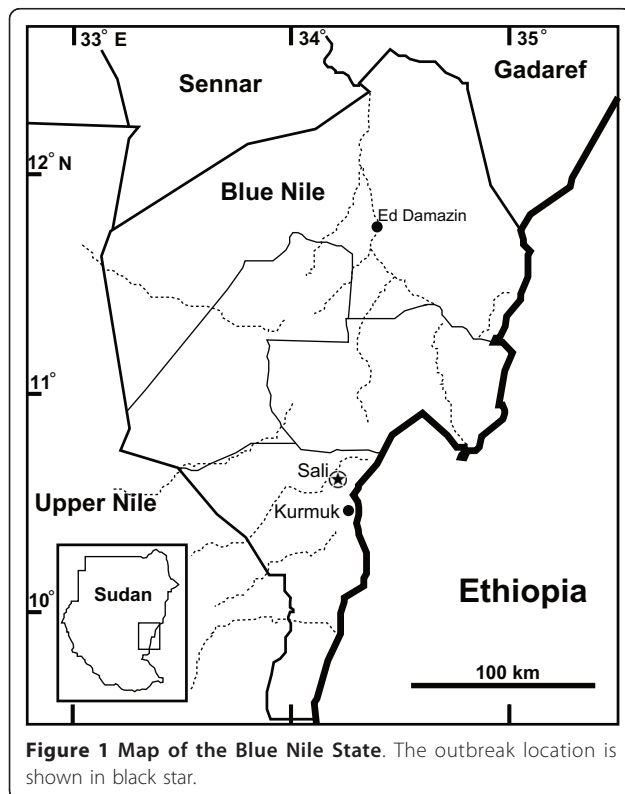 33° E 34° 35°
Sennar
Gadaref
12° N
Blue Nile
Ed Damazin
11°
Sali
Upper Nile
Kurmuk
Sudan
10°
Ethiopia
100 km
Figure 1 Map of the Blue Nile State. The outbreak location is
shown in black star.